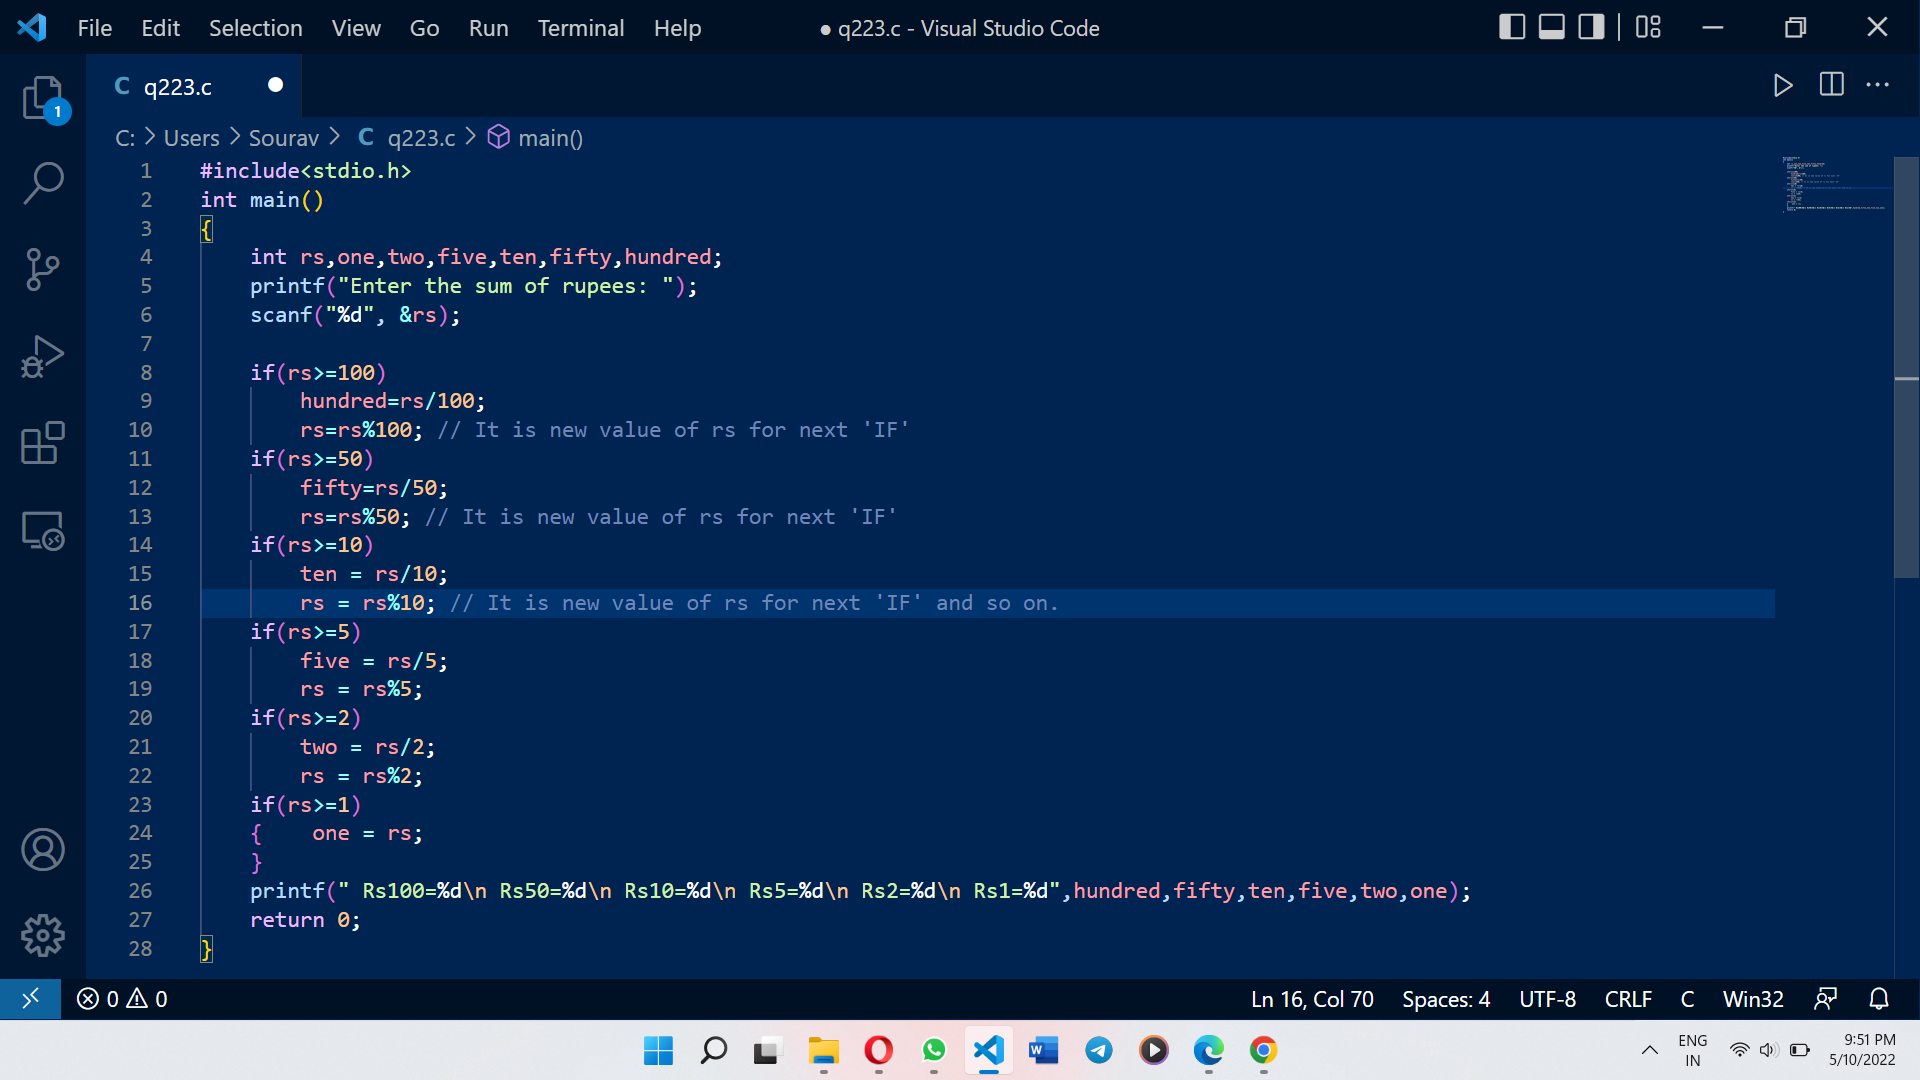 File Edit Selection View Go Run Terminal Help ● q223.c - Visual Studio Code
C q223.c
1
C: > Users > Sourav > C q223.c > main()
1 #include<stdio.h>
2 int main()
3 {
4     int rs,one,two,five,ten,fifty,hundred;
5     printf("Enter the sum of rupees: ");
6     scanf("%d", &rs);
7
8     if(rs>=100)
9         hundred=rs/100;
10         rs=rs%100; // It is new value of rs for next 'IF'
11     if(rs>=50)
12         fifty=rs/50;
13         rs=rs%50; // It is new value of rs for next 'IF'
14     if(rs>=10)
15         ten = rs/10;
16         rs = rs%10; // It is new value of rs for next 'IF' and so on.
17     if(rs>=5)
18         five = rs/5;
19         rs = rs%5;
20     if(rs>=2)
21         two = rs/2;
22         rs = rs%2;
23     if(rs>=1)
24     {    one = rs;
25     }
26     printf(" Rs100=%d\n Rs50=%d\n Rs10=%d\n Rs5=%d\n Rs2=%d\n Rs1=%d",hundred,fifty,ten,five,two,one);
27     return 0;
28 }
0 0 Ln 16, Col 70 Spaces: 4 UTF-8 CRLF C Win32
W
ENG 9:51 PM
IN 5/10/2022